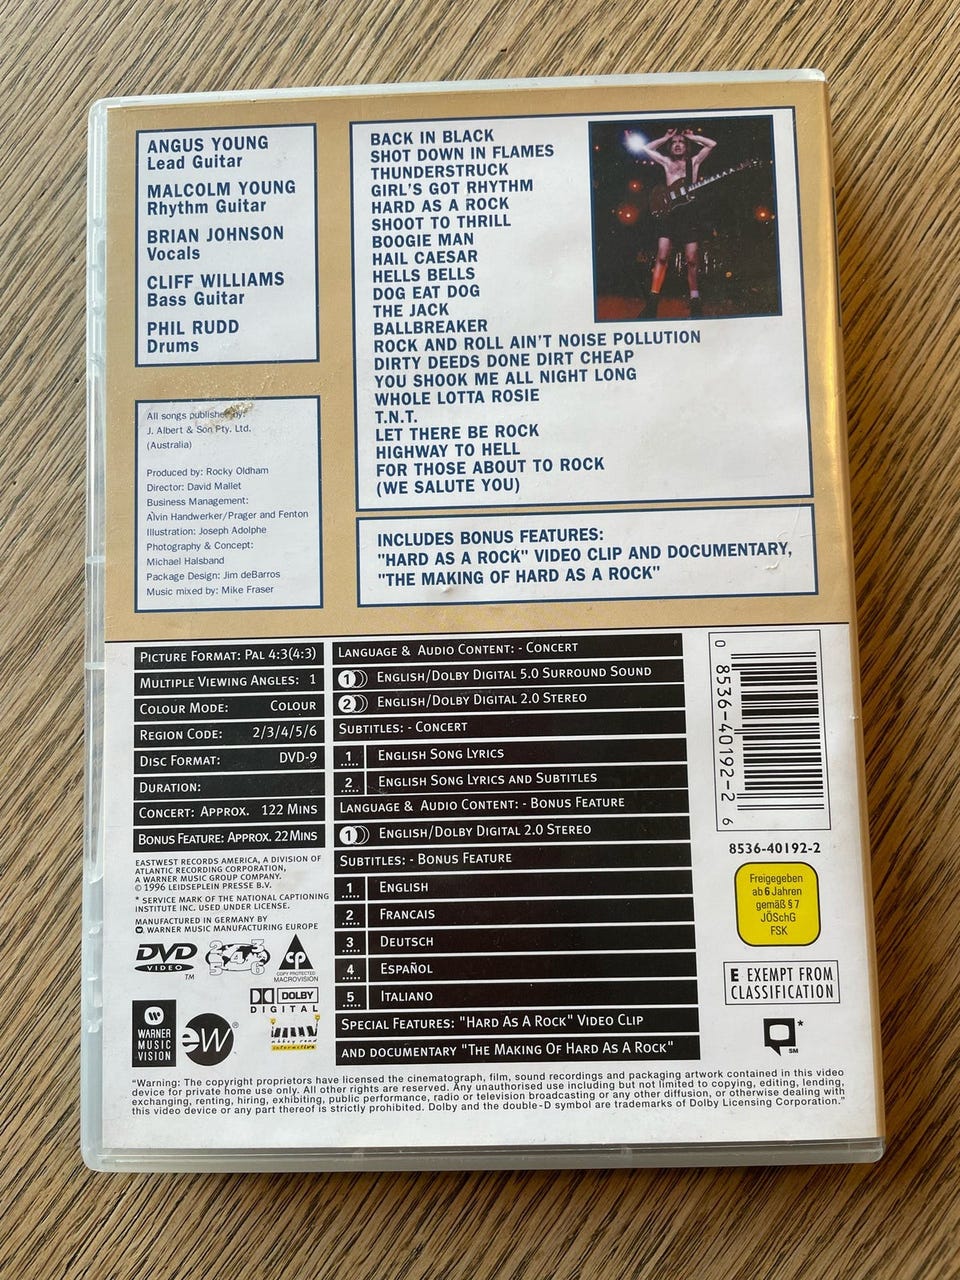 ANGUS YOUNG
Lead Guitar
MALCOLM YOUNG
Rhythm Guitar
BRIAN JOHNSON
Vocals
CLIFF WILLIAMS
Bass Guitar
PHIL RUDD
Drums
All songs published by:
J. Albert & Son Pty. Ltd.
(Australia)
Produced by: Rocky Oldham
Director: David Mallet
Business Management:
Alvin Handwerker/Prager and Fenton
Illustration: Joseph Adolphe
Photography & Concept:
Michael Halsband
Package Design: Jim deBarros
Music mixed by: Mike Fraser
BACK IN BLACK
SHOT DOWN IN FLAMES
THUNDERSTRUCK
GIRL'S GOT RHYTHM
HARD AS A ROCK
SHOOT TO THRILL
BOOGIE MAN
HAIL CAESAR
HELLS BELLS
DOG EAT DOG
THE JACK
BALLBREAKER
ROCK AND ROLL AIN'T NOISE POLLUTION
DIRTY DEEDS DONE DIRT CHEAP
YOU SHOOK ME ALL NIGHT LONG
WHOLE LOTTA ROSIE
T.N.T.
LET THERE BE ROCK
HIGHWAY TO HELL
FOR THOSE ABOUT TO ROCK
(WE SALUTE YOU)
INCLUDES BONUS FEATURES:
"HARD AS A ROCK" VIDEO CLIP AND DOCUMENTARY,
"THE MAKING OF HARD AS A ROCK"
PICTURE FORMAT: PAL 4:3(4:3)
MULTIPLE VIEWING ANGLES: 1
COLOUR MODE: COLOUR
REGION CODE: 2/3/4/5/6
DISC FORMAT: DVD-9
DURATION:
CONCERT: APPROX. 122 MINS
BONUS FEATURE: APPROX. 22MINS
EASTWEST RECORDS AMERICA, A DIVISION OF
ATLANTIC RECORDING CORPORATION,
A WARNER MUSIC GROUP COMPANY.
© 1996 LEIDSEPLEIN PRESSE B.V.
* SERVICE MARK OF THE NATIONAL CAPTIONING
INSTITUTE INC. USED UNDER LICENSE.
MANUFACTURED IN GERMANY BY
WARNER MUSIC MANUFACTURING EUROPE
DVD
VIDEO
TM
2 3
4
5 6
CP
COPY PROTECTED
MACROVISION
DOLBY
DIGITAL
WARNER
MUSIC
VISION
EW®
abbey road
interactive
LANGUAGE & AUDIO CONTENT: - CONCERT
1 ENGLISH/DOLBY DIGITAL 5.0 SURROUND SOUND
2 ENGLISH/DOLBY DIGITAL 2.0 STEREO
SUBTITLES: - CONCERT
1 ENGLISH SONG LYRICS
2 ENGLISH SONG LYRICS AND SUBTITLES
LANGUAGE & AUDIO CONTENT: - BONUS FEATURE
1 ENGLISH/DOLBY DIGITAL 2.0 STEREO
SUBTITLES: - BONUS FEATURE
1 ENGLISH
2 FRANCAIS
3 DEUTSCH
4 ESPAÑOL
5 ITALIANO
SPECIAL FEATURES: "HARD AS A ROCK" VIDEO CLIP
AND DOCUMENTARY "THE MAKING OF HARD AS A ROCK"
0 8536-40192-2 6
8536-40192-2
Freigegeben
ab 6 Jahren
gemäß § 7
JÖSchG
FSK
E EXEMPT FROM
CLASSIFICATION
*
SM
"Warning: The copyright proprietors have licensed the cinematograph, film, sound recordings and packaging artwork contained in this video
device for private home use only. All other rights are reserved. Any unauthorised use including but not limited to copying, editing, lending,
exchanging, renting, hiring, exhibiting, public performance, radio or television broadcasting or any other diffusion, or otherwise dealing with
this video device or any part thereof is strictly prohibited. Dolby and the double-D symbol are trademarks of Dolby Licensing Corporation."